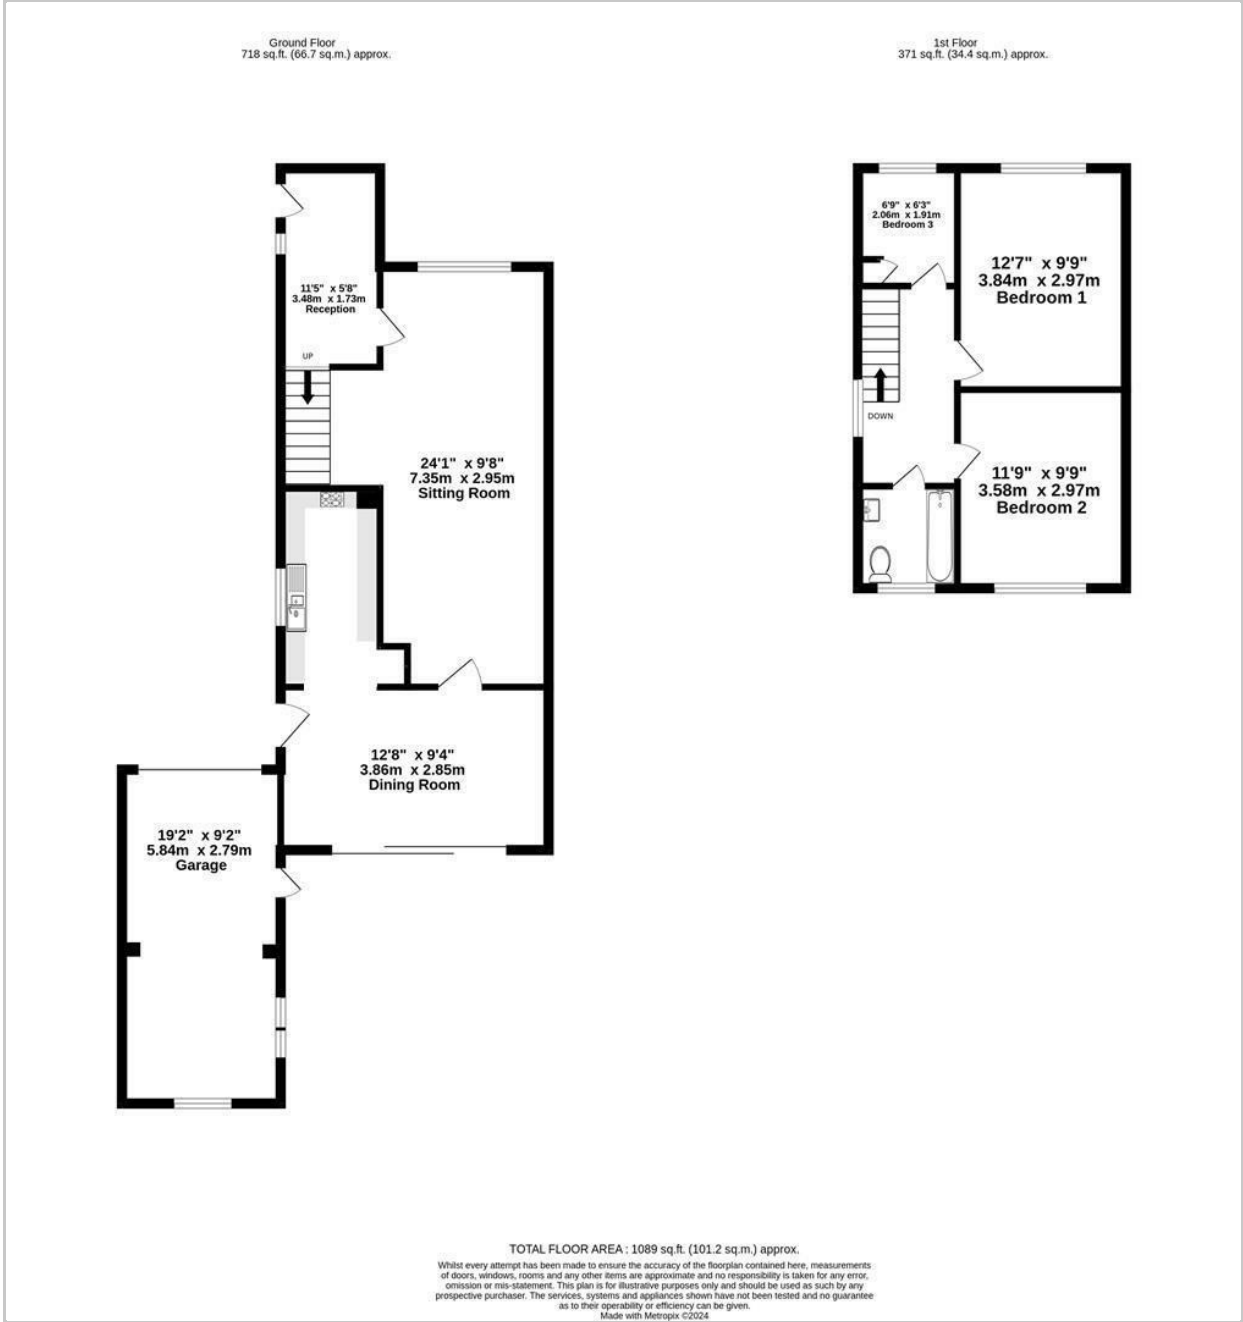 Ground Floor
718 sq.ft. (66.7 sq.m.) approx.
1st Floor
371 sq.ft. (34.4 sq.m.) approx.
11'5" x 5'8"
3.48m x 1.73m
Reception
UP
24'1" x 9'8"
7.35m x 2.95m
Sitting Room
12'8" x 9'4"
3.86m x 2.85m
Dining Room
19'2" x 9'2"
5.84m x 2.79m
Garage
6'9" x 6'3"
2.06m x 1.91m
Bedroom 3
12'7" x 9'9"
3.84m x 2.97m
Bedroom 1
DOWN
11'9" x 9'9"
3.58m x 2.97m
Bedroom 2
TOTAL FLOOR AREA : 1089 sq.ft. (101.2 sq.m.) approx.
Whilst every attempt has been made to ensure the accuracy of the floorplan contained here, measurements
of doors, windows, rooms and any other items are approximate and no responsibility is taken for any error,
omission or mis-statement. This plan is for illustrative purposes only and should be used as such by any
prospective purchaser. The services, systems and appliances shown have not been tested and no guarantee
as to their operability or efficiency can be given.
Made with Metropix ©2024